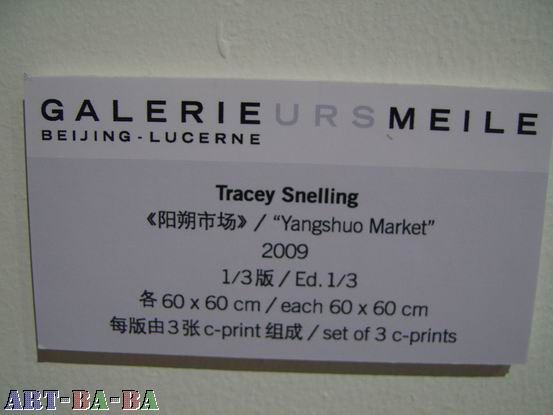 GALERIEURSMEILE
BEIJING - LUCERNE
Tracey Snelling
《阳朔市场》/ “Yangshuo Market”
2009
1/3版 / Ed. 1/3
各 60 x 60 cm / each 60 x 60 cm
每版由 3 张 c-print 组成 / set of 3 c-prints
ART-BA-BA